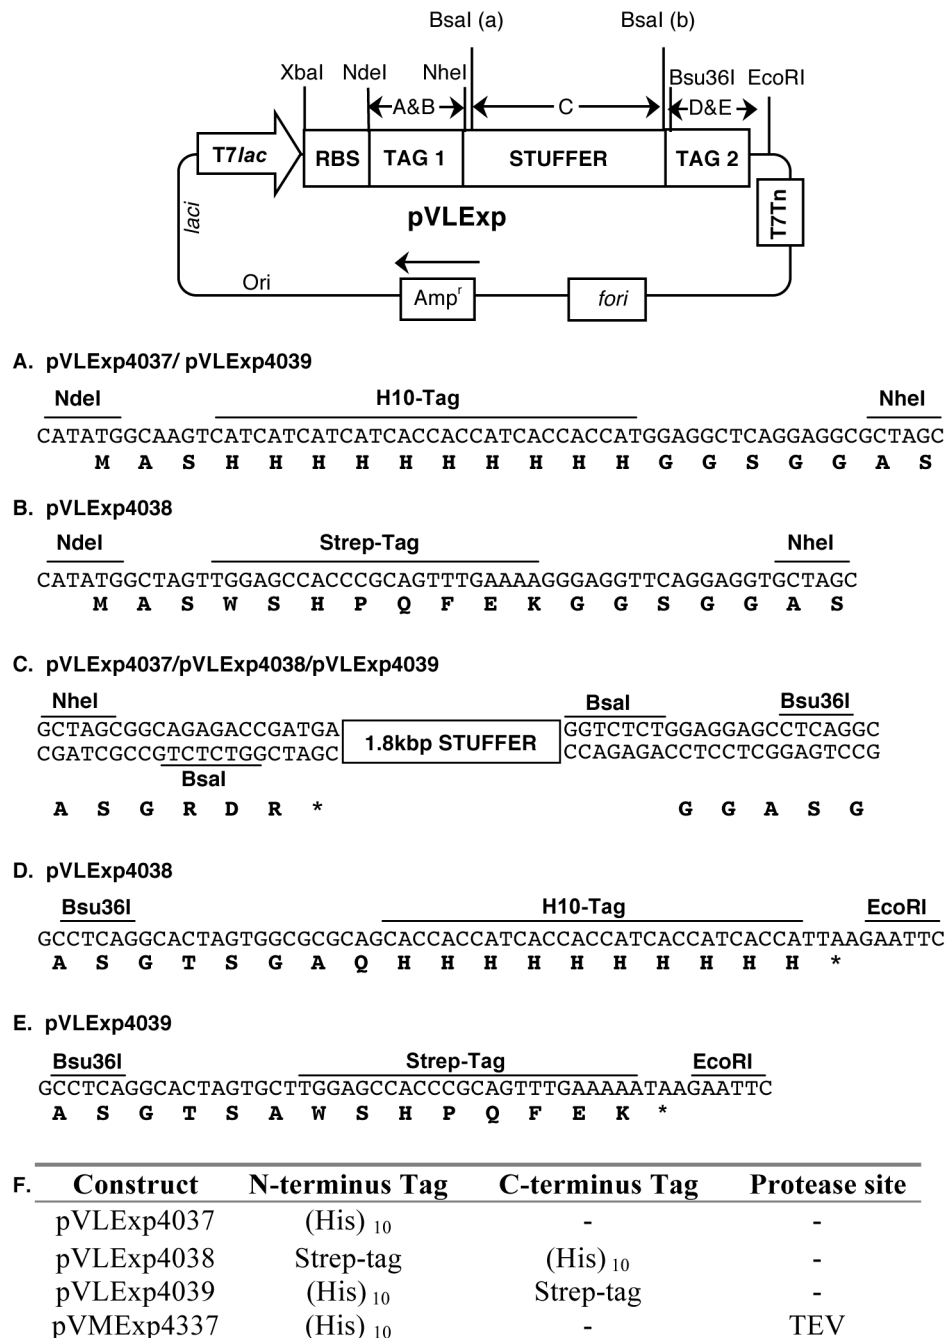 BsaI (a) BsaI (b)
XbaI NdeI NheI Bsu36I EcoRI
A&B C D&E
T7lac RBS TAG 1 STUFFER TAG 2
T7Tn
laci
pVLExp
Ori
Ampʳ
fori
A. pVLExp4037/ pVLExp4039
NdeI H10-Tag NheI
CATATGGCAAGTCATCATCATCATCACCACCATCACCACCATGGAGGCTCAGGAGGCGCTAGC
M A S H H H H H H H H H H G G S G G A S
B. pVLExp4038
NdeI Strep-Tag NheI
CATATGGCTAGTTGGAGCCACCCGCAGTTTGAAAAGGGAGGTTCAGGAGGTGCTAGC
M A S W S H P Q F E K G G S G G A S
C. pVLExp4037/pVLExp4038/pVLExp4039
NheI BsaI Bsu36I
GCTAGCGGCAGAGACCGATGA GGTCTCTGGAGGAGCCTCAGGC
1.8kbp STUFFER
CGATCGCCGTCTCTGGCTAGC CCAGAGACCTCCTCGGAGTCCG
BsaI
A S G R D R * G G A S G
D. pVLExp4038
Bsu36I H10-Tag EcoRI
GCCTCAGGCACTAGTGGCGCGCAGCACCACCATCACCACCATCACCATCACCATTAAGAATTC
A S G T S G A Q H H H H H H H H H H *
E. pVLExp4039
Bsu36I Strep-Tag EcoRI
GCCTCAGGCACTAGTGCTTGGAGCCACCCGCAGTTTGAAAAATAAGAATTC
A S G T S A W S H P Q F E K *
F. Construct N-terminus Tag C-terminus Tag Protease site
pVLExp4037 (His) 10 - -
pVLExp4038 Strep-tag (His) 10 -
pVLExp4039 (His) 10 Strep-tag -
pVMExp4337 (His) 10 - TEV